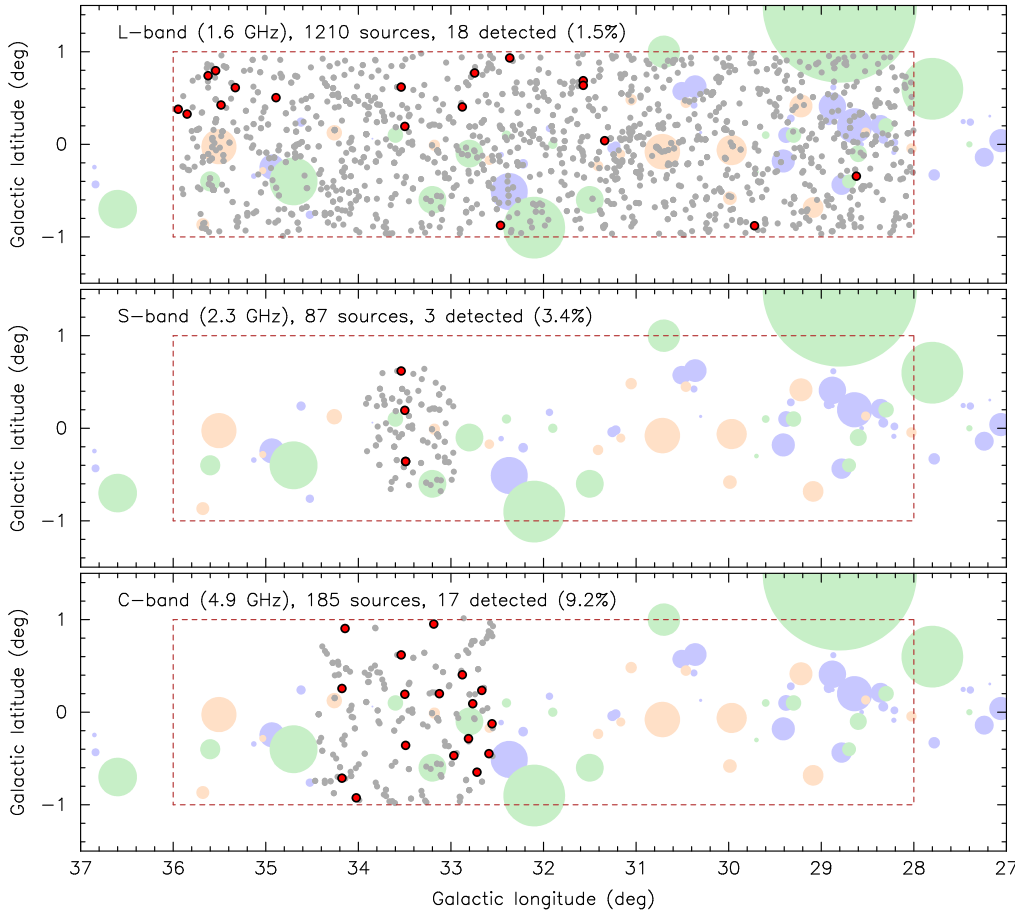 L-band (1.6 GHz), 1210 sources, 18 detected (1.5%)
1
0
−1
Galactic latitude (deg)
S-band (2.3 GHz), 87 sources, 3 detected (3.4%)
1
0
−1
Galactic latitude (deg)
C-band (4.9 GHz), 185 sources, 17 detected (9.2%)
1
0
−1
Galactic latitude (deg)
37 36 35 34 33 32 31 30 29 28 27
Galactic longitude (deg)